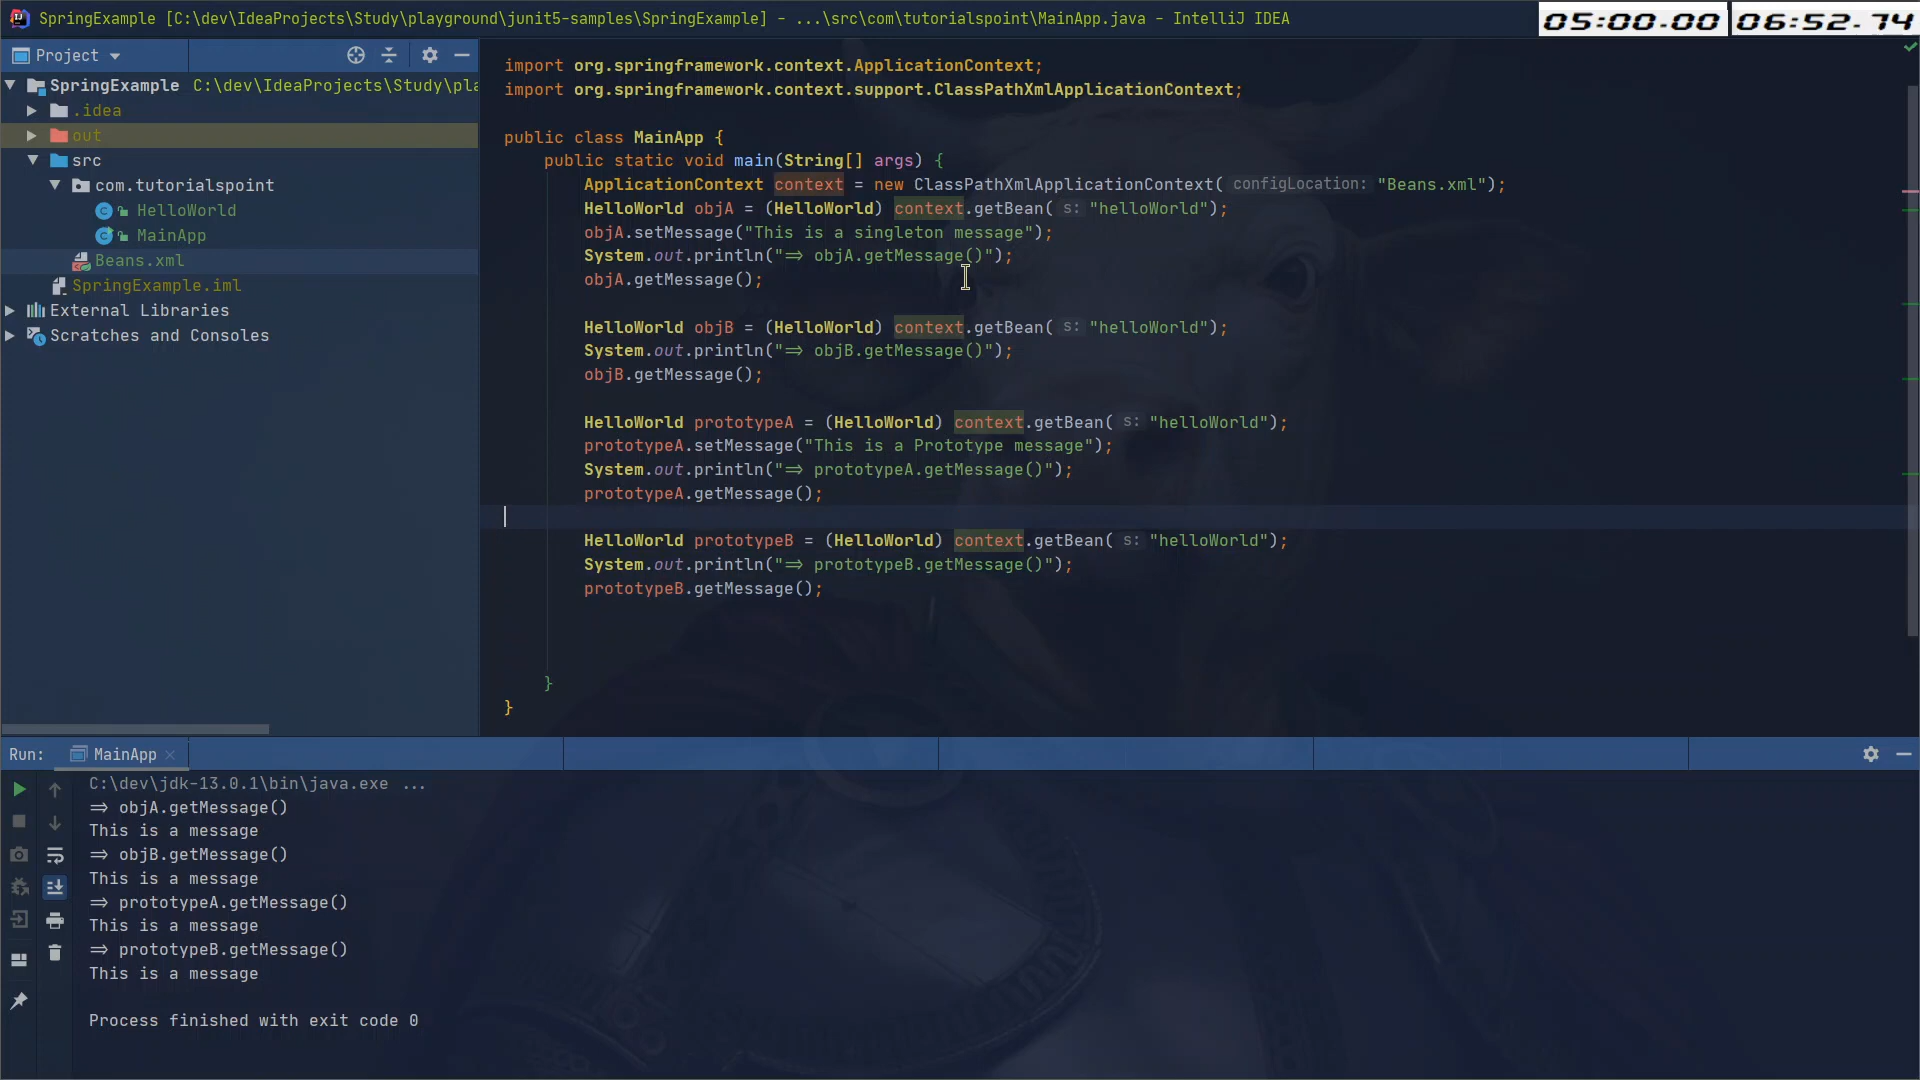 SpringExample [C:\dev\IdeaProjects\Study\playground\junit5-samples\SpringExample] - ...\src\com\tutorialspoint\MainApp.java - IntelliJ IDEA
05:00.00 06:52.74
Project
SpringExample C:\dev\IdeaProjects\Study\pla
.idea
out
src
com.tutorialspoint
HelloWorld
MainApp
Beans.xml
SpringExample.iml
External Libraries
Scratches and Consoles
import org.springframework.context.ApplicationContext;
import org.springframework.context.support.ClassPathXmlApplicationContext;
public class MainApp {
public static void main(String[] args) {
ApplicationContext context = new ClassPathXmlApplicationContext( configLocation: "Beans.xml");
HelloWorld objA = (HelloWorld) context.getBean( s: "helloWorld");
objA.setMessage("This is a singleton message");
System.out.println("=> objA.getMessage()");
objA.getMessage();
HelloWorld objB = (HelloWorld) context.getBean( s: "helloWorld");
System.out.println("=> objB.getMessage()");
objB.getMessage();
HelloWorld prototypeA = (HelloWorld) context.getBean( s: "helloWorld");
prototypeA.setMessage("This is a Prototype message");
System.out.println("=> prototypeA.getMessage()");
prototypeA.getMessage();
HelloWorld prototypeB = (HelloWorld) context.getBean( s: "helloWorld");
System.out.println("=> prototypeB.getMessage()");
prototypeB.getMessage();
}
}
Run: MainApp
C:\dev\jdk-13.0.1\bin\java.exe ...
=> objA.getMessage()
This is a message
=> objB.getMessage()
This is a message
=> prototypeA.getMessage()
This is a message
=> prototypeB.getMessage()
This is a message
Process finished with exit code 0